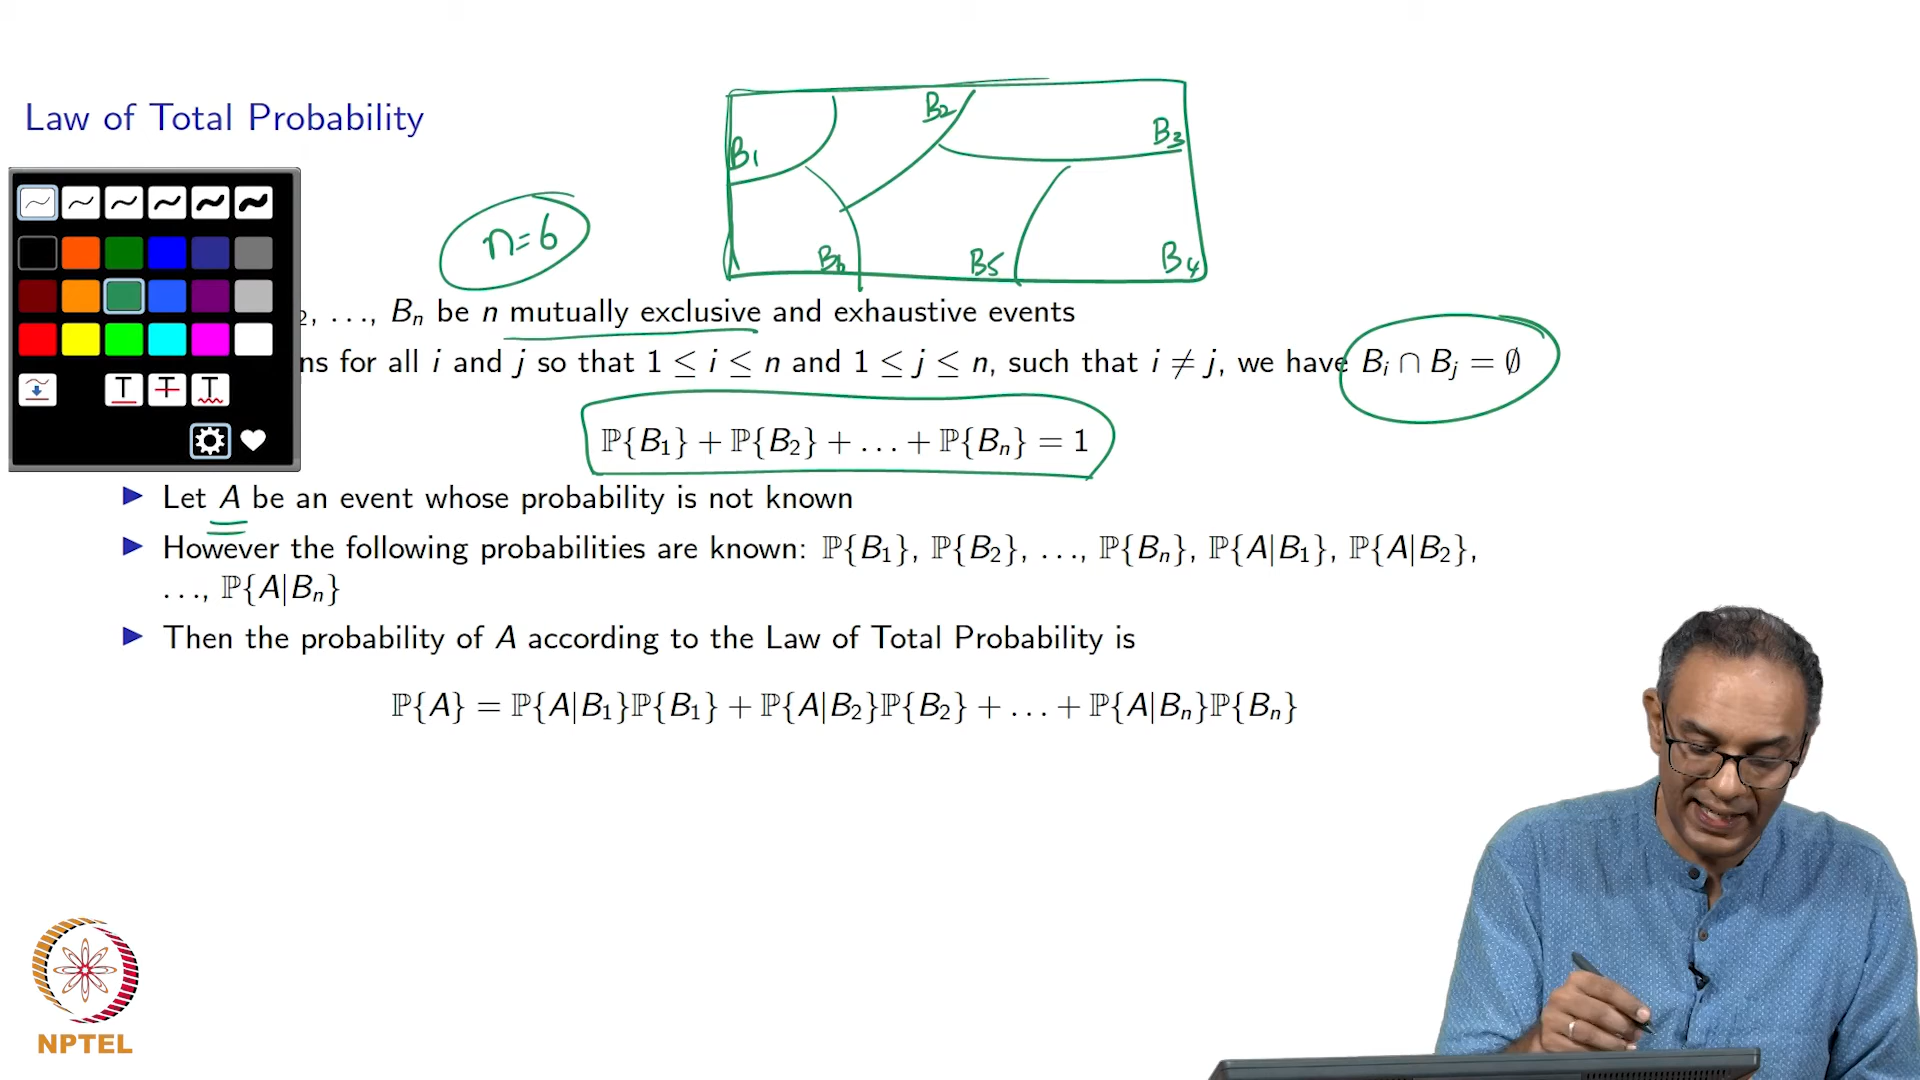 Law of Total Probability
B1
B2
B3
B4
B5
B6
n=6
₂, ..., Bₙ be n mutually exclusive and exhaustive events
ns for all i and j so that 1 ≤ i ≤ n and 1 ≤ j ≤ n, such that i ≠ j, we have Bᵢ ∩ Bⱼ = ∅
ℙ{B₁} + ℙ{B₂} + ... + ℙ{Bₙ} = 1
Let A be an event whose probability is not known
However the following probabilities are known: ℙ{B₁}, ℙ{B₂}, ..., ℙ{Bₙ}, ℙ{A|B₁}, ℙ{A|B₂},
..., ℙ{A|Bₙ}
Then the probability of A according to the Law of Total Probability is
ℙ{A} = ℙ{A|B₁}ℙ{B₁} + ℙ{A|B₂}ℙ{B₂} + ... + ℙ{A|Bₙ}ℙ{Bₙ}
NPTEL